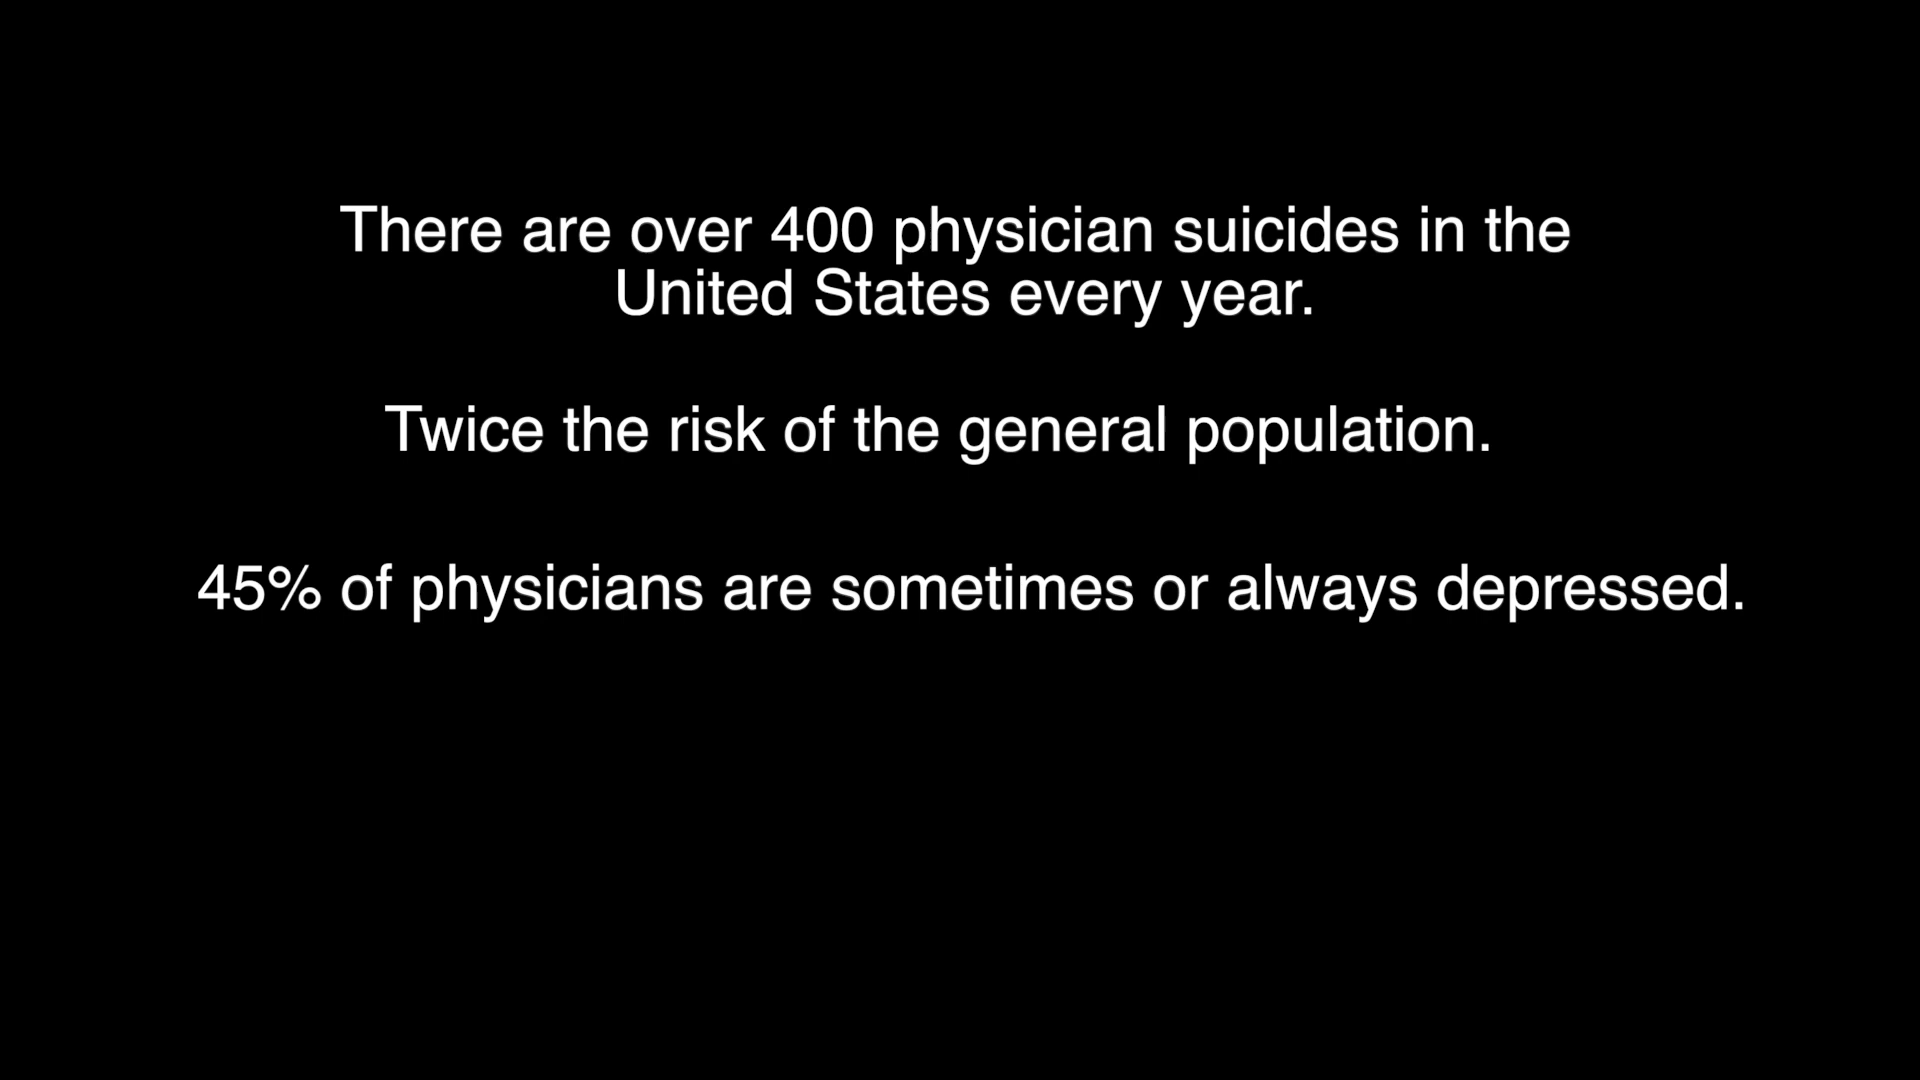 There are over 400 physician suicides in the
United States every year.
Twice the risk of the general population.
45% of physicians are sometimes or always depressed.